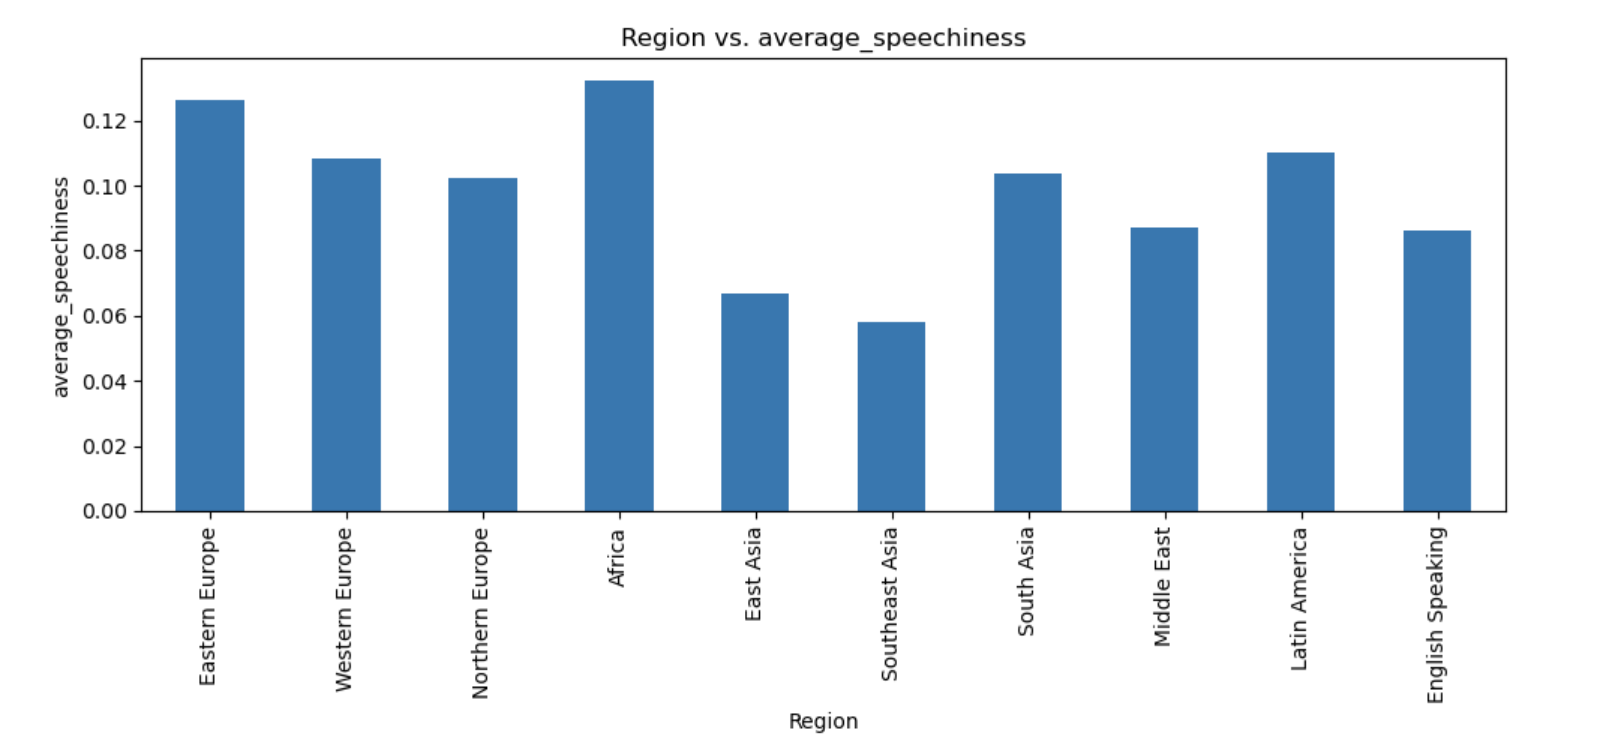 Region vs. average_speechiness
average_speechiness
0.12
0.10
0.08
0.06
0.04
0.02
0.00
Eastern Europe
Western Europe
Northern Europe
Africa
East Asia
Southeast Asia
South Asia
Middle East
Latin America
English Speaking
Region